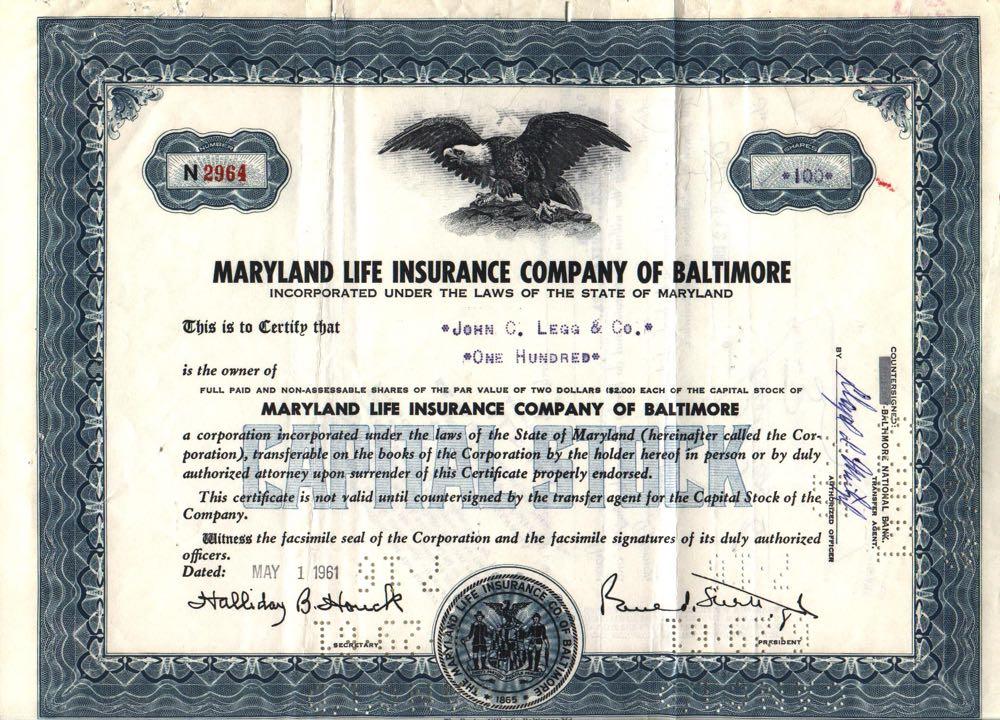 NUMBER
N 2964
SHARES
*100*
MARYLAND LIFE INSURANCE COMPANY OF BALTIMORE
INCORPORATED UNDER THE LAWS OF THE STATE OF MARYLAND
This is to Certify that
*JOHN C. LEGG & CO.*
*ONE HUNDRED*
is the owner of
FULL PAID AND NON-ASSESSABLE SHARES OF THE PAR VALUE OF TWO DOLLARS ($2.00) EACH OF THE CAPITAL STOCK OF
MARYLAND LIFE INSURANCE COMPANY OF BALTIMORE
CAPITAL STOCK
a corporation incorporated under the laws of the State of Maryland (hereinafter called the Cor-
poration), transferable on the books of the Corporation by the holder hereof in person or by duly
authorized attorney upon surrender of this Certificate properly endorsed.
This certificate is not valid until countersigned by the transfer agent for the Capital Stock of the
Company.
Witness the facsimile seal of the Corporation and the facsimile signatures of its duly authorized
officers.
Dated: MAY 1 1961
Halliday B. Houck
SECRETARY
PRESIDENT
THE MARYLAND LIFE INSURANCE CO. OF BALTIMORE
1865
COUNTERSIGNED:
BALTIMORE NATIONAL BANK,
TRANSFER AGENT.
BY
AUTHORIZED OFFICER